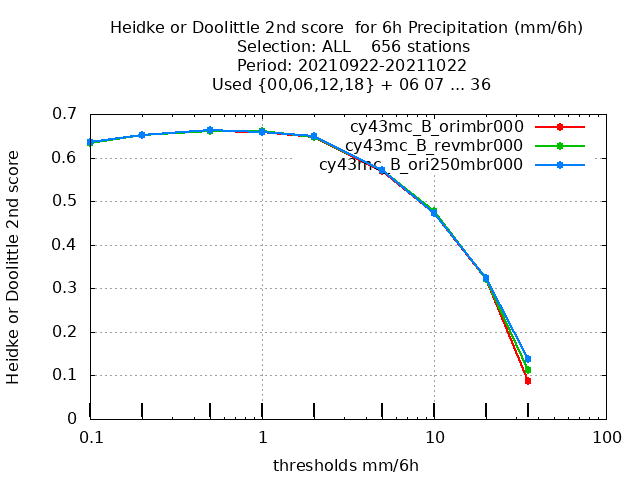 Heidke or Doolittle 2nd score  for 6h Precipitation (mm/6h)
Selection: ALL    656 stations
Period: 20210922-20211022
Used {00,06,12,18} + 06 07 ... 36
cy43mc_B_orimbr000
cy43mc_B_revmbr000
cy43mc_B_ori250mbr000
Heidke or Doolittle 2nd score
0.7
0.6
0.5
0.4
0.3
0.2
0.1
0
0.1 1 10 100
thresholds mm/6h